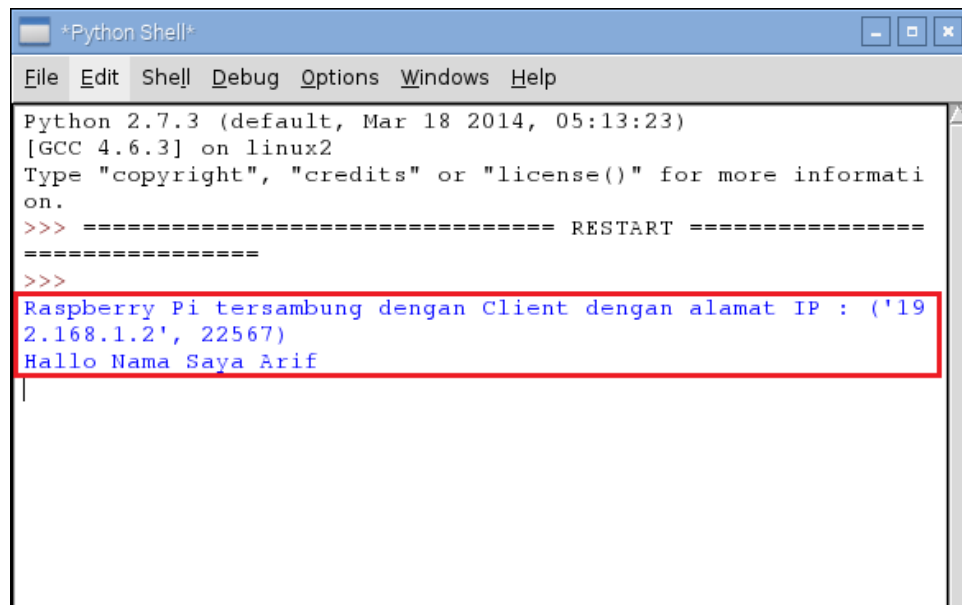 *Python Shell*
File Edit Shell Debug Options Windows Help
Python 2.7.3 (default, Mar 18 2014, 05:13:23)
[GCC 4.6.3] on linux2
Type "copyright", "credits" or "license()" for more informati
on.
>>> ================================ RESTART ================
================
>>>
Raspberry Pi tersambung dengan Client dengan alamat IP : ('19
2.168.1.2', 22567)
Hallo Nama Saya Arif